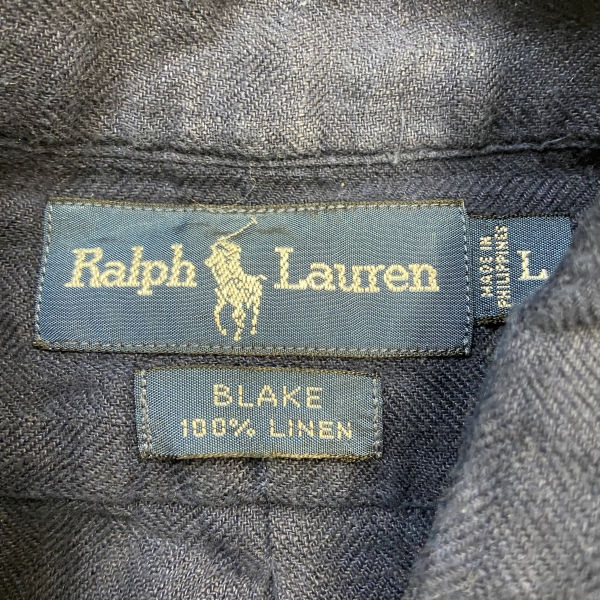 Ralph Lauren
MADE IN
PHILIPPINES
L
BLAKE
100% LINEN